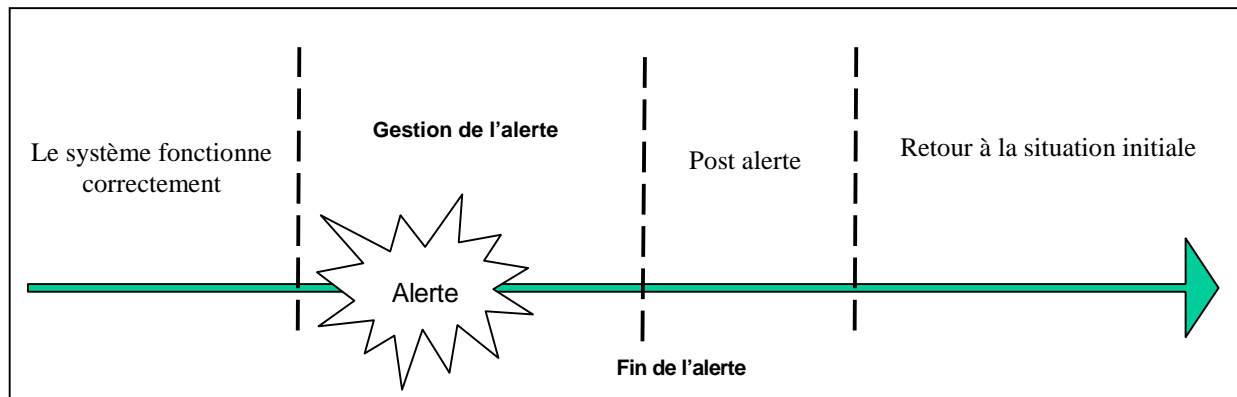 Le système fonctionne
correctement
Gestion de l’alerte
Post alerte
Retour à la situation initiale
Alerte
Fin de l’alerte